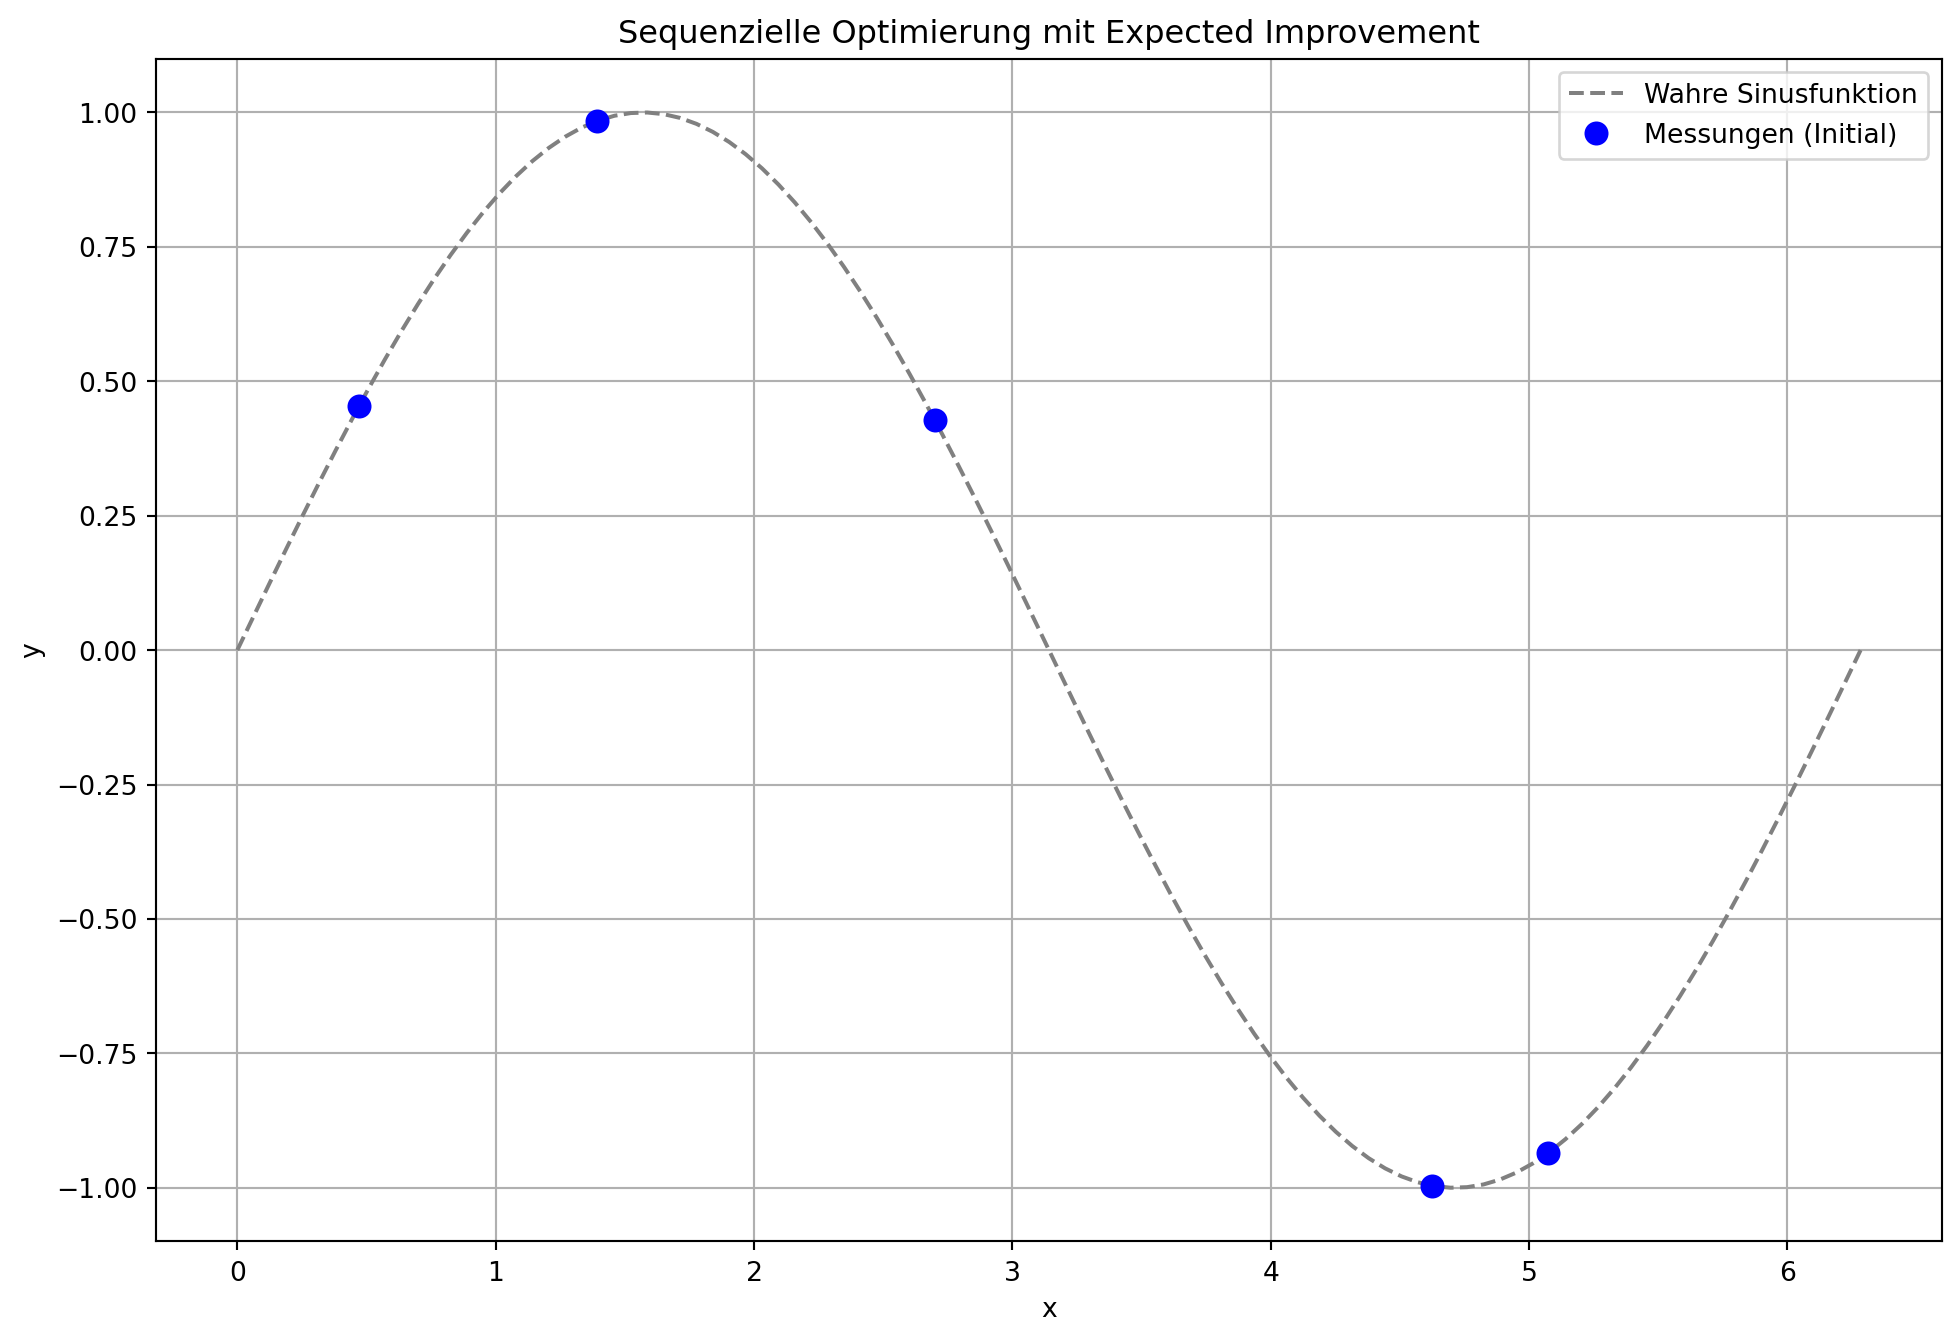 Sequenzielle Optimierung mit Expected Improvement
Wahre Sinusfunktion
Messungen (Initial)
1.00
0.75
0.50
0.25
0.00
−0.25
−0.50
−0.75
−1.00
y
0 1 2 3 4 5 6
x